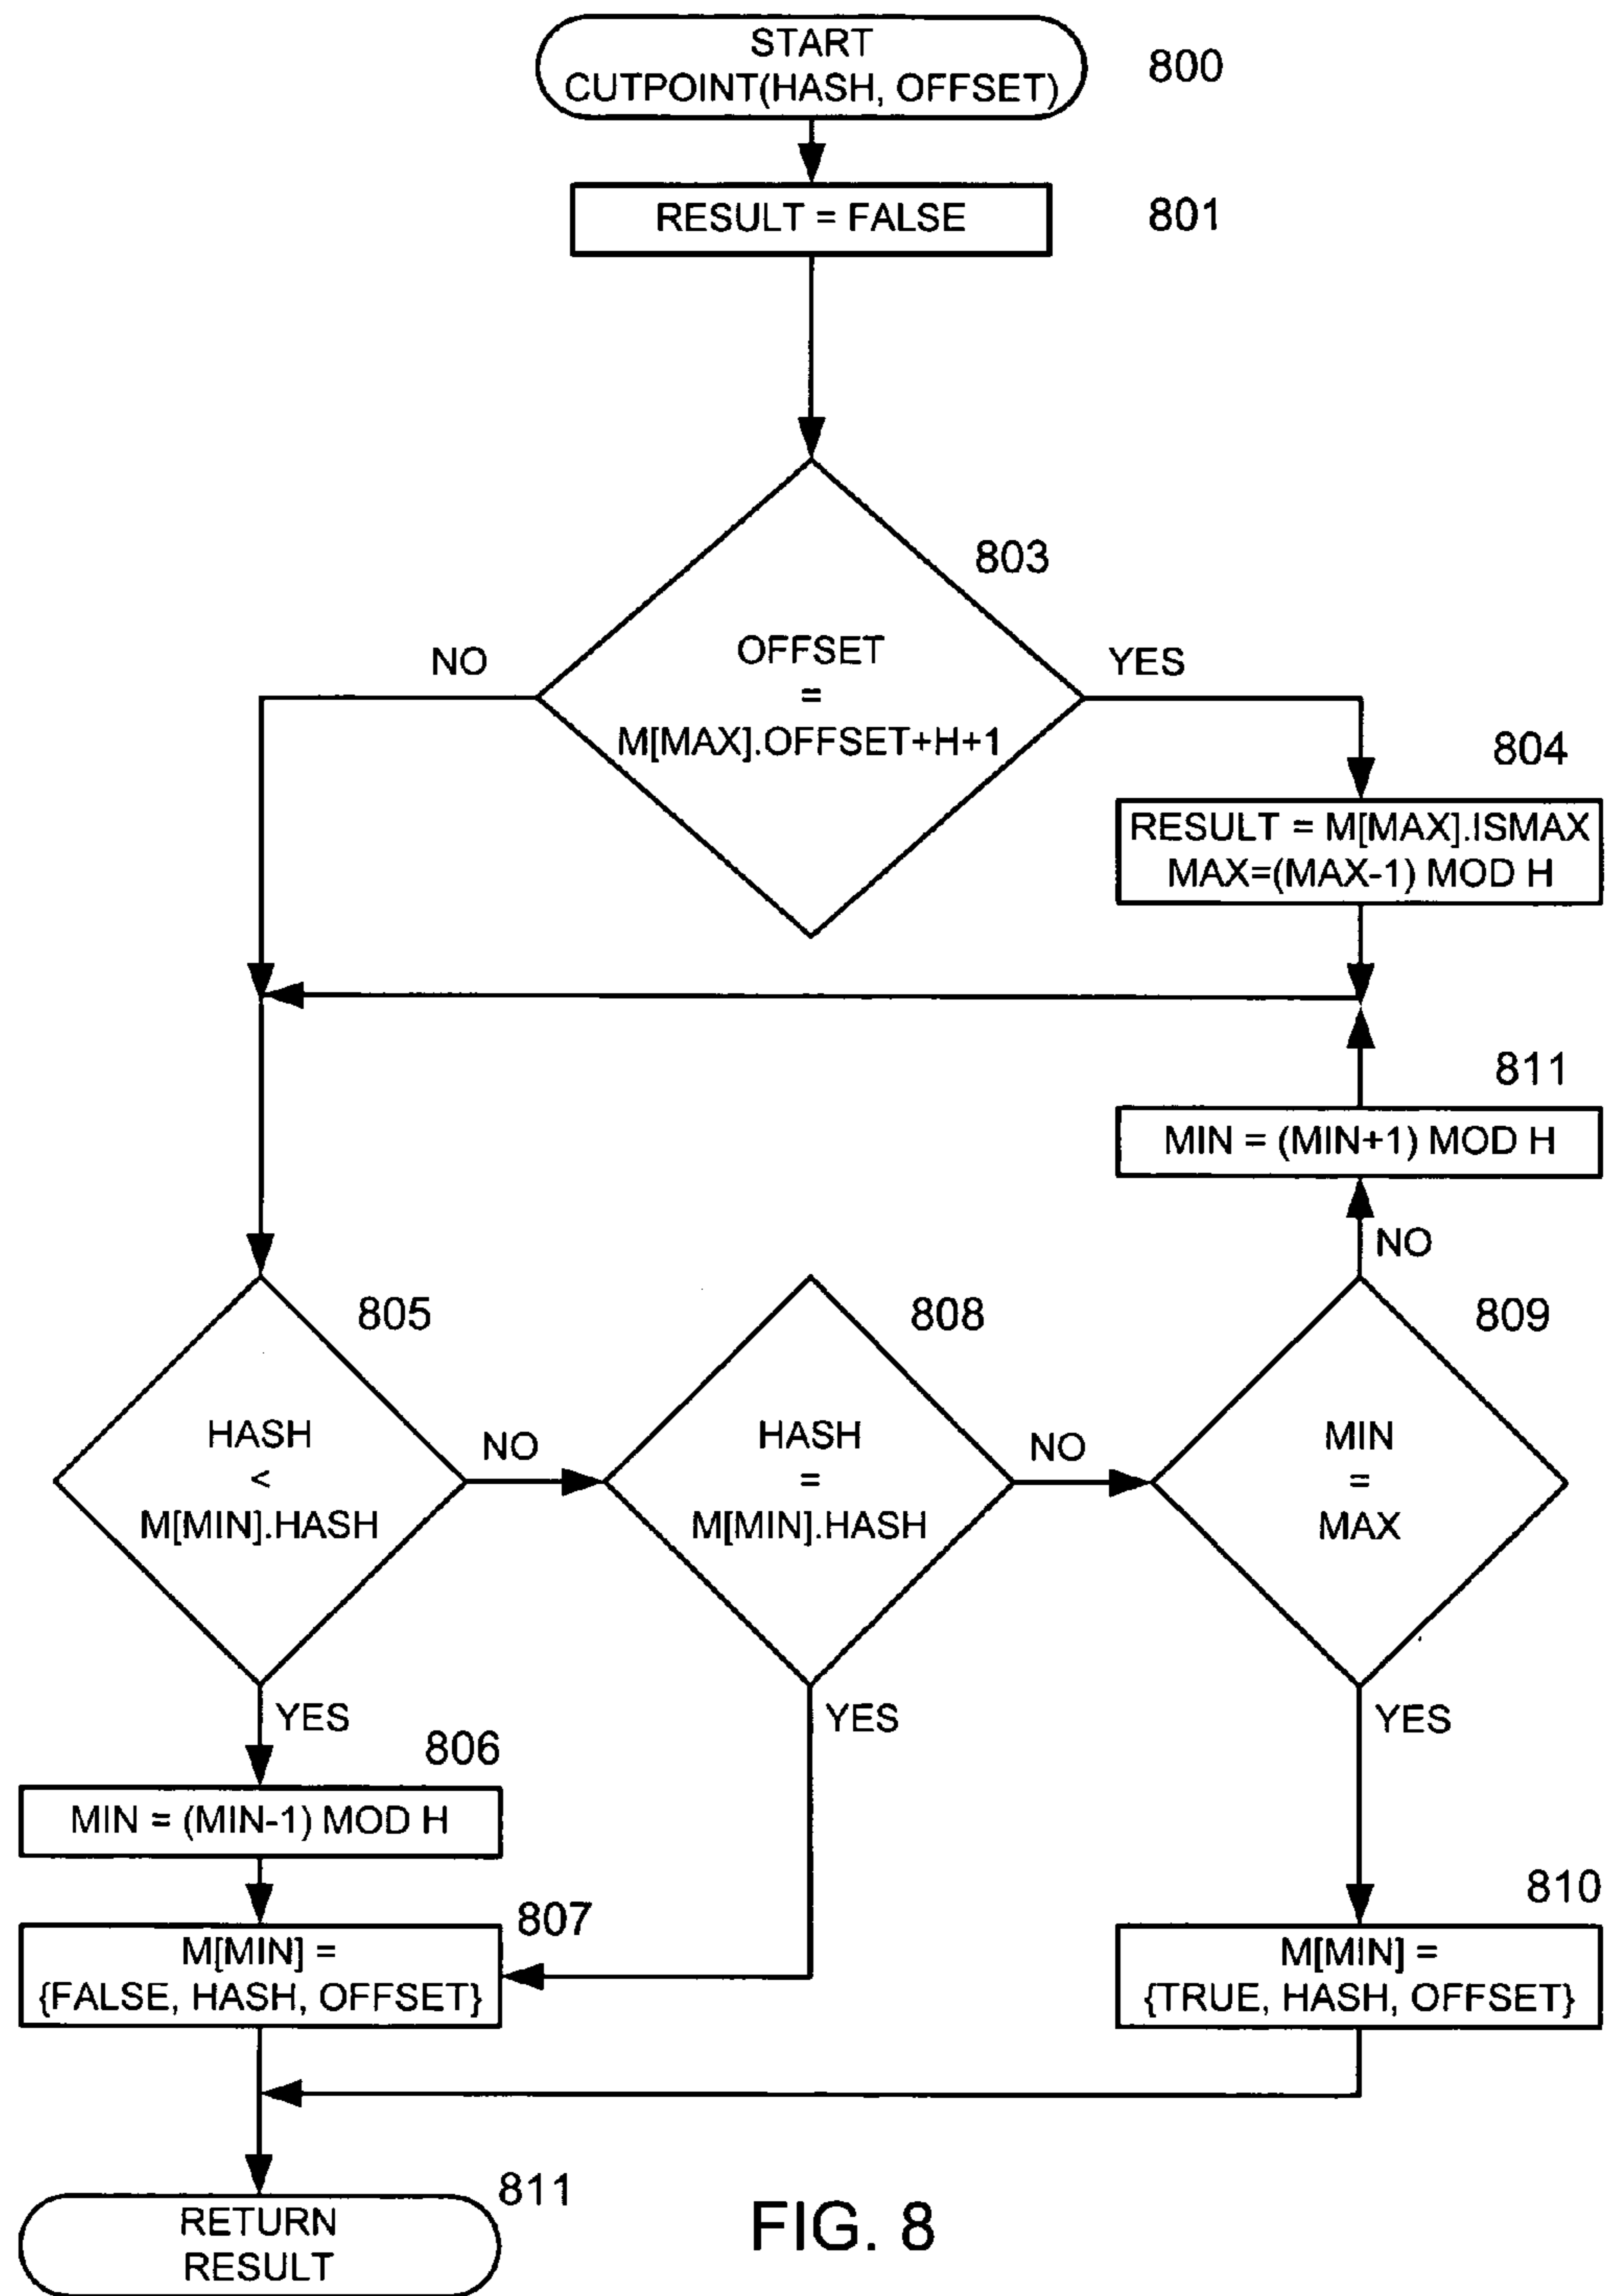 START
CUTPOINT(HASH, OFFSET)
800
RESULT = FALSE
801
803
NO
OFFSET
=
M[MAX].OFFSET+H+1
YES
804
RESULT = M[MAX].ISMAX
MAX=(MAX-1) MOD H
811
MIN = (MIN+1) MOD H
NO
805
808
809
HASH
<
M[MIN].HASH
NO
HASH
=
M[MIN].HASH
NO
MIN
=
MAX
YES
YES
YES
806
MIN = (MIN-1) MOD H
807
M[MIN] =
{FALSE, HASH, OFFSET}
810
M[MIN] =
{TRUE, HASH, OFFSET}
811
RETURN
RESULT
FIG. 8